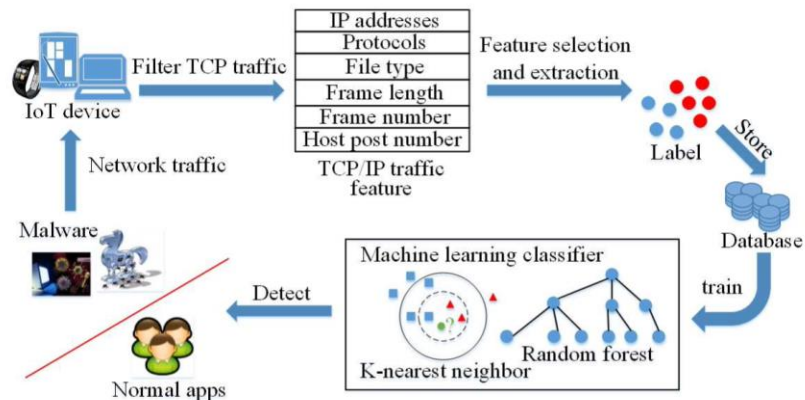 IoT device
Filter TCP traffic
IP addresses
Protocols
File type
Frame length
Frame number
Host post number
TCP/IP traffic
feature
Feature selection
and extraction
Label
Store
Database
train
Machine learning classifier
?
K-nearest neighbor
Random forest
Detect
Malware
Normal apps
Network traffic